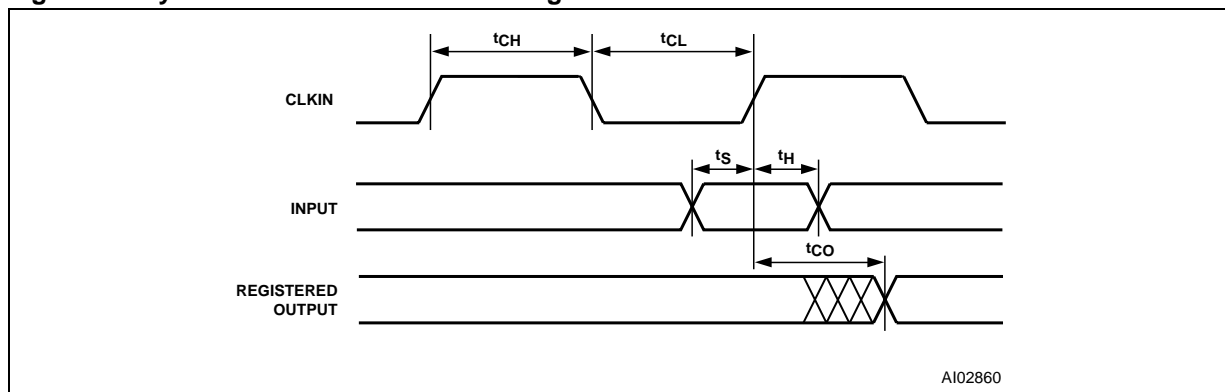 tCH
tCL
CLKIN
tS
tH
INPUT
tCO
REGISTERED
OUTPUT
AI02860